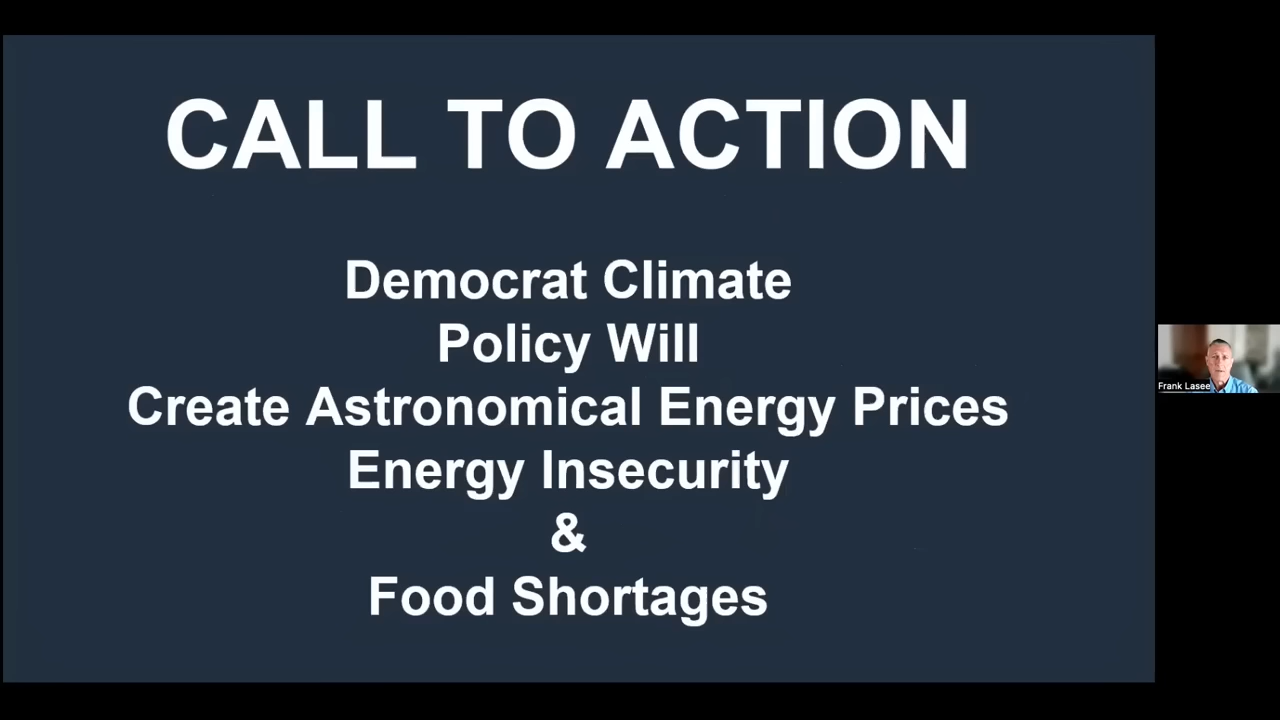 CALL TO ACTION
Democrat Climate
Policy Will
Create Astronomical Energy Prices
Energy Insecurity
&
Food Shortages
Frank Lasee